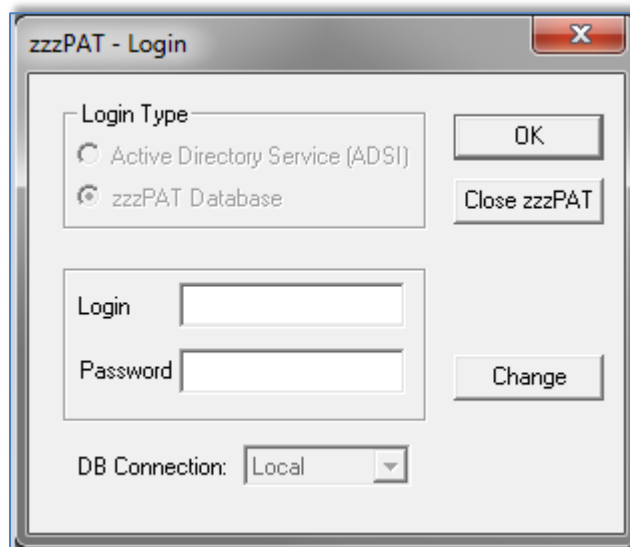 zzzPAT - Login
Login Type
Active Directory Service (ADSI)
zzzPAT Database
OK
Close zzzPAT
Login
Password
Change
DB Connection: Local